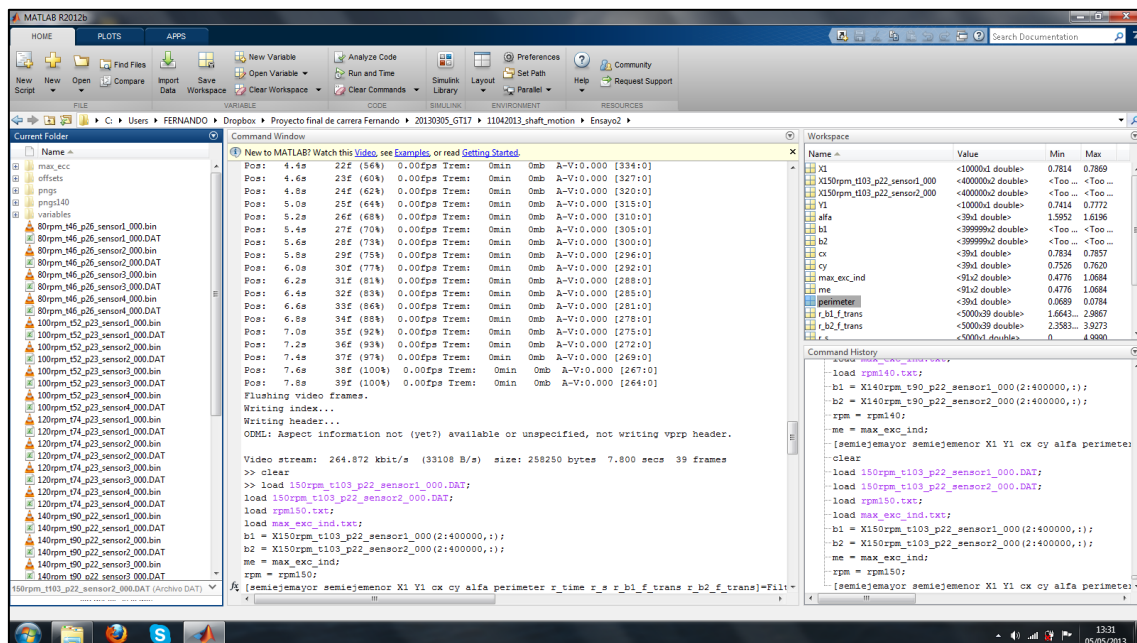 MATLAB R2012b
HOME PLOTS APPS
Search Documentation
New Script
New
Open
Find Files
Compare
Import Data
Save Workspace
New Variable
Open Variable
Clear Workspace
Analyze Code
Run and Time
Clear Commands
Simulink Library
Layout
Preferences
Set Path
Parallel
Help
Community
Request Support
FILE VARIABLE CODE SIMULINK ENVIRONMENT RESOURCES
C: Users FERNANDO Dropbox Proyecto final de carrera Fernando 20130305_GT17 11042013_shaft_motion Ensayo2
Current Folder
Name
max_ecc
offsets
pngs
pngs140
variables
80rpm_t46_p26_sensor1_000.bin
80rpm_t46_p26_sensor1_000.DAT
80rpm_t46_p26_sensor2_000.bin
80rpm_t46_p26_sensor2_000.DAT
80rpm_t46_p26_sensor3_000.bin
80rpm_t46_p26_sensor3_000.DAT
80rpm_t46_p26_sensor4_000.bin
80rpm_t46_p26_sensor4_000.DAT
100rpm_t52_p23_sensor1_000.bin
100rpm_t52_p23_sensor1_000.DAT
100rpm_t52_p23_sensor2_000.bin
100rpm_t52_p23_sensor2_000.DAT
100rpm_t52_p23_sensor3_000.bin
100rpm_t52_p23_sensor3_000.DAT
100rpm_t52_p23_sensor4_000.bin
100rpm_t52_p23_sensor4_000.DAT
120rpm_t74_p23_sensor1_000.bin
120rpm_t74_p23_sensor1_000.DAT
120rpm_t74_p23_sensor2_000.bin
120rpm_t74_p23_sensor2_000.DAT
120rpm_t74_p23_sensor3_000.bin
120rpm_t74_p23_sensor3_000.DAT
120rpm_t74_p23_sensor4_000.bin
120rpm_t74_p23_sensor4_000.DAT
140rpm_t90_p22_sensor1_000.bin
140rpm_t90_p22_sensor1_000.DAT
140rpm_t90_p22_sensor2_000.bin
140rpm_t90_p22_sensor2_000.DAT
140rpm_t90_p22_sensor3_000.bin
140rpm_t90_p22_sensor3_000.DAT
150rpm_t103_p22_sensor2_000.DAT (Archivo DAT)
Command Window
New to MATLAB? Watch this Video, see Examples, or read Getting Started.
Pos: 4.4s 22f (56%) 0.00fps Trem: 0min 0mb A-V:0.000 [334:0]
Pos: 4.6s 23f (60%) 0.00fps Trem: 0min 0mb A-V:0.000 [327:0]
Pos: 4.8s 24f (62%) 0.00fps Trem: 0min 0mb A-V:0.000 [320:0]
Pos: 5.0s 25f (64%) 0.00fps Trem: 0min 0mb A-V:0.000 [315:0]
Pos: 5.2s 26f (68%) 0.00fps Trem: 0min 0mb A-V:0.000 [310:0]
Pos: 5.4s 27f (70%) 0.00fps Trem: 0min 0mb A-V:0.000 [305:0]
Pos: 5.6s 28f (73%) 0.00fps Trem: 0min 0mb A-V:0.000 [300:0]
Pos: 5.8s 29f (75%) 0.00fps Trem: 0min 0mb A-V:0.000 [296:0]
Pos: 6.0s 30f (77%) 0.00fps Trem: 0min 0mb A-V:0.000 [292:0]
Pos: 6.2s 31f (81%) 0.00fps Trem: 0min 0mb A-V:0.000 [288:0]
Pos: 6.4s 32f (83%) 0.00fps Trem: 0min 0mb A-V:0.000 [285:0]
Pos: 6.6s 33f (86%) 0.00fps Trem: 0min 0mb A-V:0.000 [281:0]
Pos: 6.8s 34f (88%) 0.00fps Trem: 0min 0mb A-V:0.000 [278:0]
Pos: 7.0s 35f (92%) 0.00fps Trem: 0min 0mb A-V:0.000 [275:0]
Pos: 7.2s 36f (93%) 0.00fps Trem: 0min 0mb A-V:0.000 [272:0]
Pos: 7.4s 37f (97%) 0.00fps Trem: 0min 0mb A-V:0.000 [269:0]
Pos: 7.6s 38f (100%) 0.00fps Trem: 0min 0mb A-V:0.000 [267:0]
Pos: 7.8s 39f (100%) 0.00fps Trem: 0min 0mb A-V:0.000 [264:0]
Flushing video frames.
Writing index...
Writing header...
ODML: Aspect information not (yet?) available or unspecified, not writing vprp header.
Video stream: 264.872 kbit/s (33108 B/s) size: 258250 bytes 7.800 secs 39 frames
>> clear
>> load 150rpm_t103_p22_sensor1_000.DAT;
load 150rpm_t103_p22_sensor2_000.DAT;
load rpm150.txt;
load max_exc_ind.txt;
b1 = X150rpm_t103_p22_sensor1_000(2:400000,:);
b2 = X150rpm_t103_p22_sensor2_000(2:400000,:);
me = max_exc_ind;
rpm = rpm150;
fx [semiejemayor semiejemenor X1 Y1 cx cy alfa perimeter r_time r_s r_b1_f_trans r_b2_f_trans]=Filt
Workspace
Name Value Min Max
X1 <10000x1 double> 0.7814 0.7869
X150rpm_t103_p22_sensor1_000 <400000x2 double> <Too ... <Too ...
X150rpm_t103_p22_sensor2_000 <400000x2 double> <Too ... <Too ...
Y1 <10000x1 double> 0.7414 0.7772
alfa <39x1 double> 1.5952 1.6196
b1 <399999x2 double> <Too ... <Too ...
b2 <399999x2 double> <Too ... <Too ...
cx <39x1 double> 0.7834 0.7857
cy <39x1 double> 0.7526 0.7620
max_exc_ind <91x2 double> 0.4776 1.0684
me <91x2 double> 0.4776 1.0684
perimeter <39x1 double> 0.0689 0.0784
r_b1_f_trans <5000x39 double> 1.6643... 2.9867
r_b2_f_trans <5000x39 double> 2.3583... 3.9273
r_s <5000x1 double> 0 4.9990
Command History
load max_exc_ind.txt;
load rpm140.txt;
b1 = X140rpm_t90_p22_sensor1_000(2:400000,:);
b2 = X140rpm_t90_p22_sensor2_000(2:400000,:);
rpm = rpm140;
me = max_exc_ind;
[semiejemayor semiejemenor X1 Y1 cx cy alfa perimeter
clear
load 150rpm_t103_p22_sensor1_000.DAT;
load 150rpm_t103_p22_sensor2_000.DAT;
load rpm150.txt;
load max_exc_ind.txt;
b1 = X150rpm_t103_p22_sensor1_000(2:400000,:);
b2 = X150rpm_t103_p22_sensor2_000(2:400000,:);
me = max_exc_ind;
rpm = rpm150;
[semiejemayor semiejemenor X1 Y1 cx cy alfa perimeter
13:31
05/05/2013